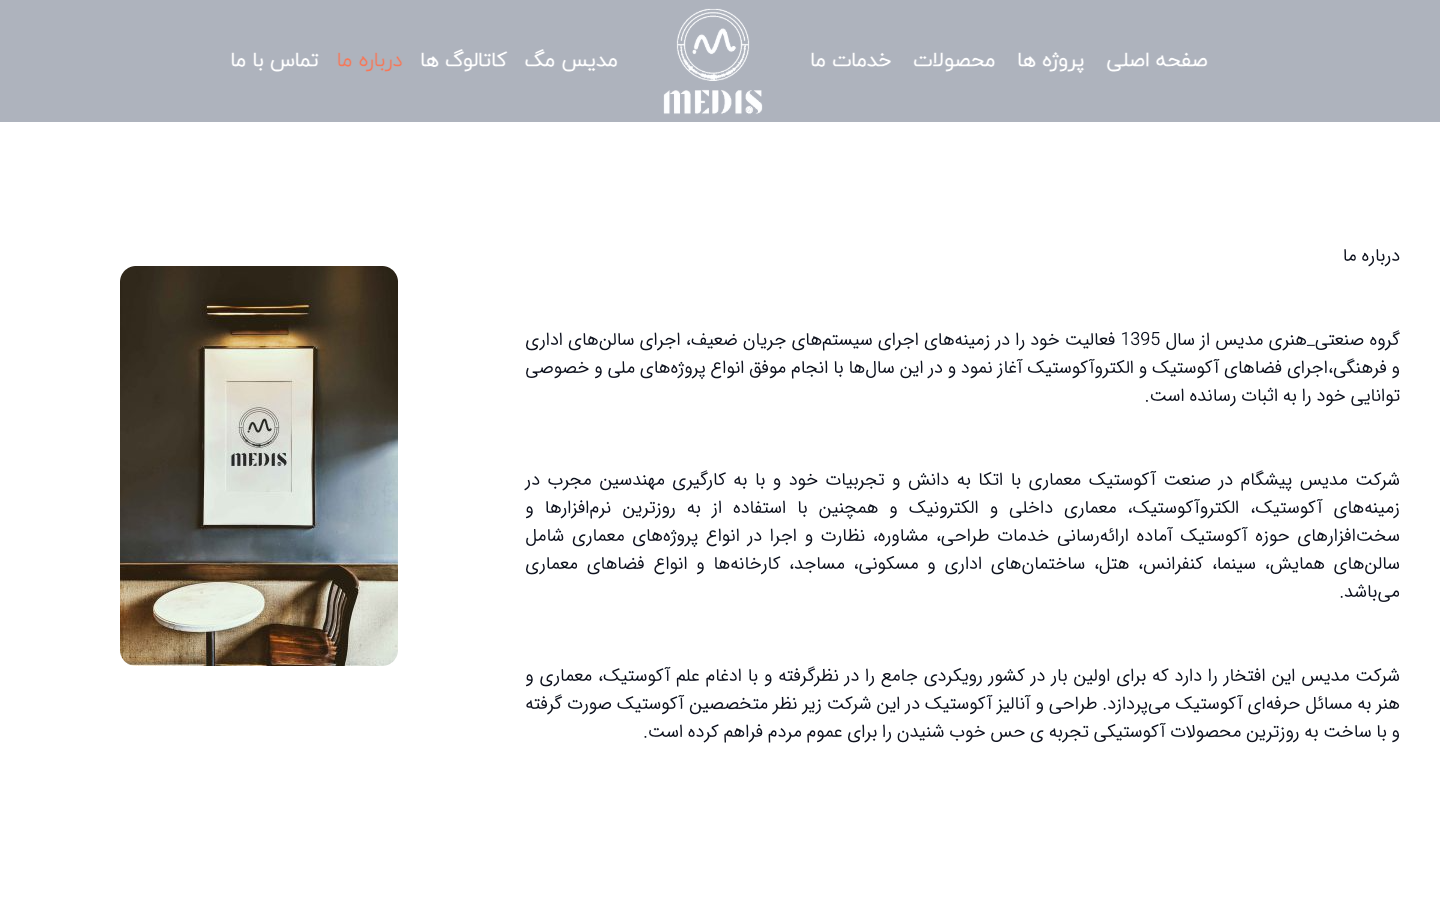 صفحه اصلی
پروژه ها
محصولات
خدمات ما
MEDIS
مدیس مگ
کاتالوگ ها
درباره ما
تماس با ما
درباره ما
گروه صنعتی_هنری مدیس از سال 1395 فعالیت خود را در زمینه‌های اجرای سیستم‌های جریان ضعیف، اجرای سالن‌های اداری
و فرهنگی،اجرای فضاهای آکوستیک و الکتروآکوستیک آغاز نمود و در این سال‌ها با انجام موفق انواع پروژه‌های ملی و خصوصی
توانایی خود را به اثبات رسانده است.
شرکت مدیس پیشگام در صنعت آکوستیک معماری با اتکا به دانش و تجربیات خود و با به کارگیری مهندسین مجرب در
زمینه‌های آکوستیک، الکتروآکوستیک، معماری داخلی و الکترونیک و همچنین با استفاده از به روزترین نرم‌افزارها و
سخت‌افزارهای حوزه آکوستیک آماده ارائه‌رسانی خدمات طراحی، مشاوره، نظارت و اجرا در انواع پروژه‌های معماری شامل
سالن‌های همایش، سینما، کنفرانس، هتل، ساختمان‌های اداری و مسکونی، مساجد، کارخانه‌ها و انواع فضاهای معماری
می‌باشد.
شرکت مدیس این افتخار را دارد که برای اولین بار در کشور رویکردی جامع را در نظرگرفته و با ادغام علم آکوستیک، معماری و
هنر به مسائل حرفه‌ای آکوستیک می‌پردازد. طراحی و آنالیز آکوستیک در این شرکت زیر نظر متخصصین آکوستیک صورت گرفته
و با ساخت به روزترین محصولات آکوستیکی تجربه ی حس خوب شنیدن را برای عموم مردم فراهم کرده است.
MEDIS